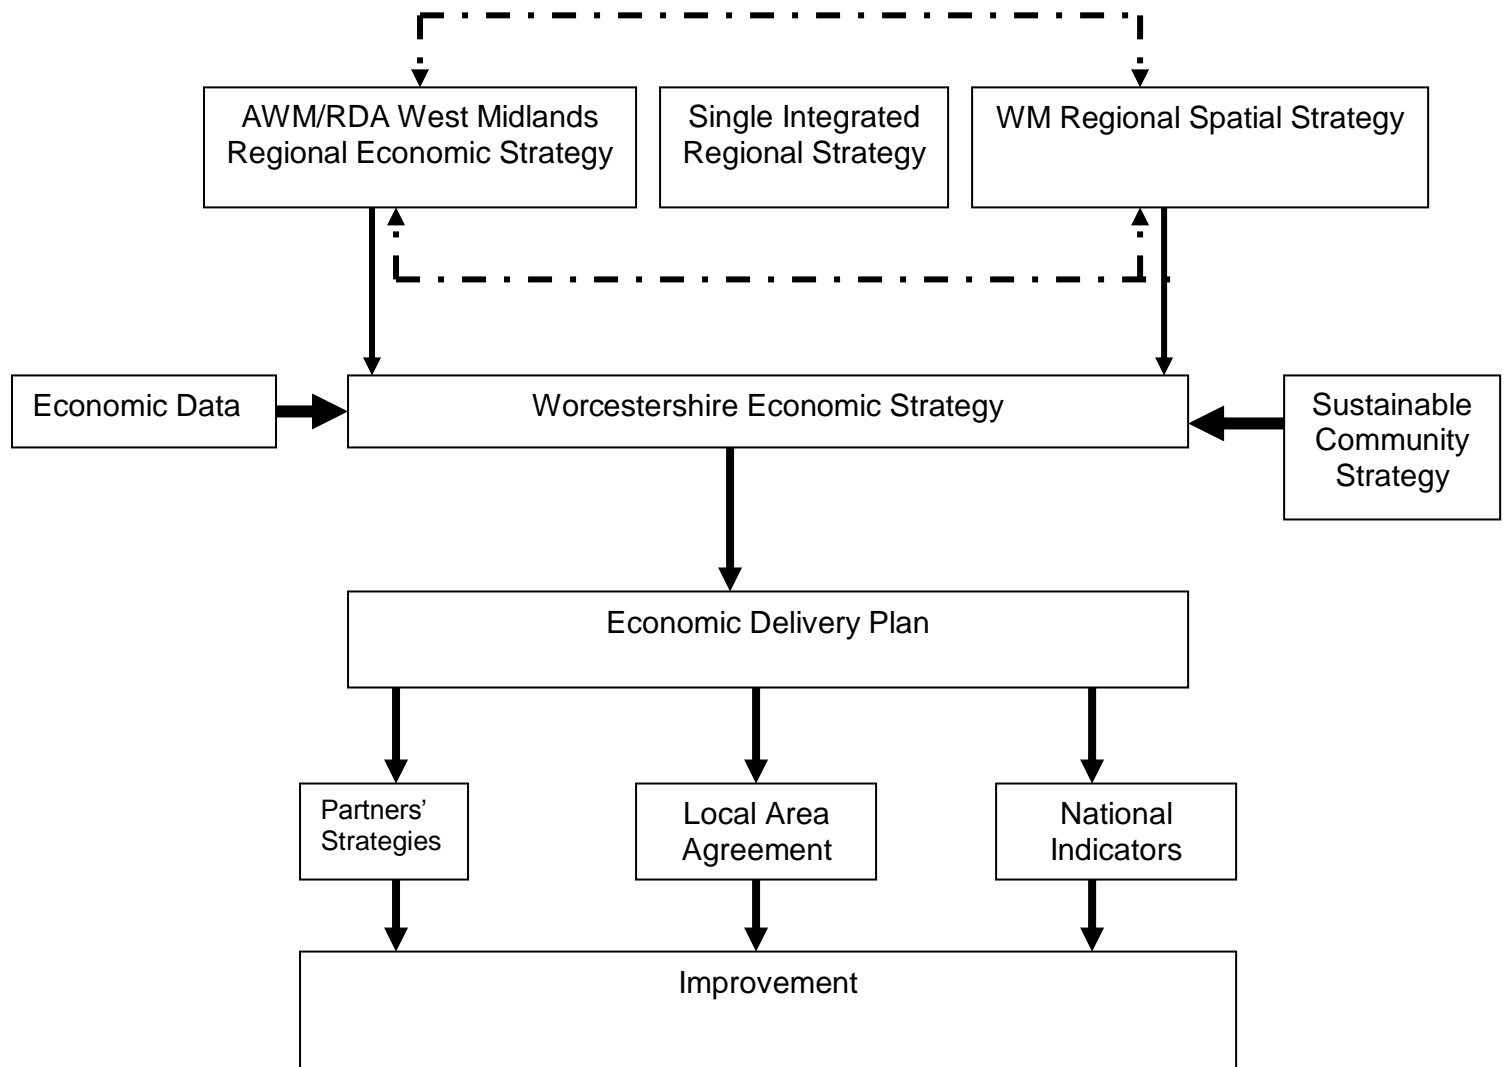 AWM/RDA West Midlands
Regional Economic Strategy
Single Integrated
Regional Strategy
WM Regional Spatial Strategy
Economic Data
Worcestershire Economic Strategy
Sustainable
Community
Strategy
Economic Delivery Plan
Partners’
Strategies
Local Area
Agreement
National
Indicators
Improvement